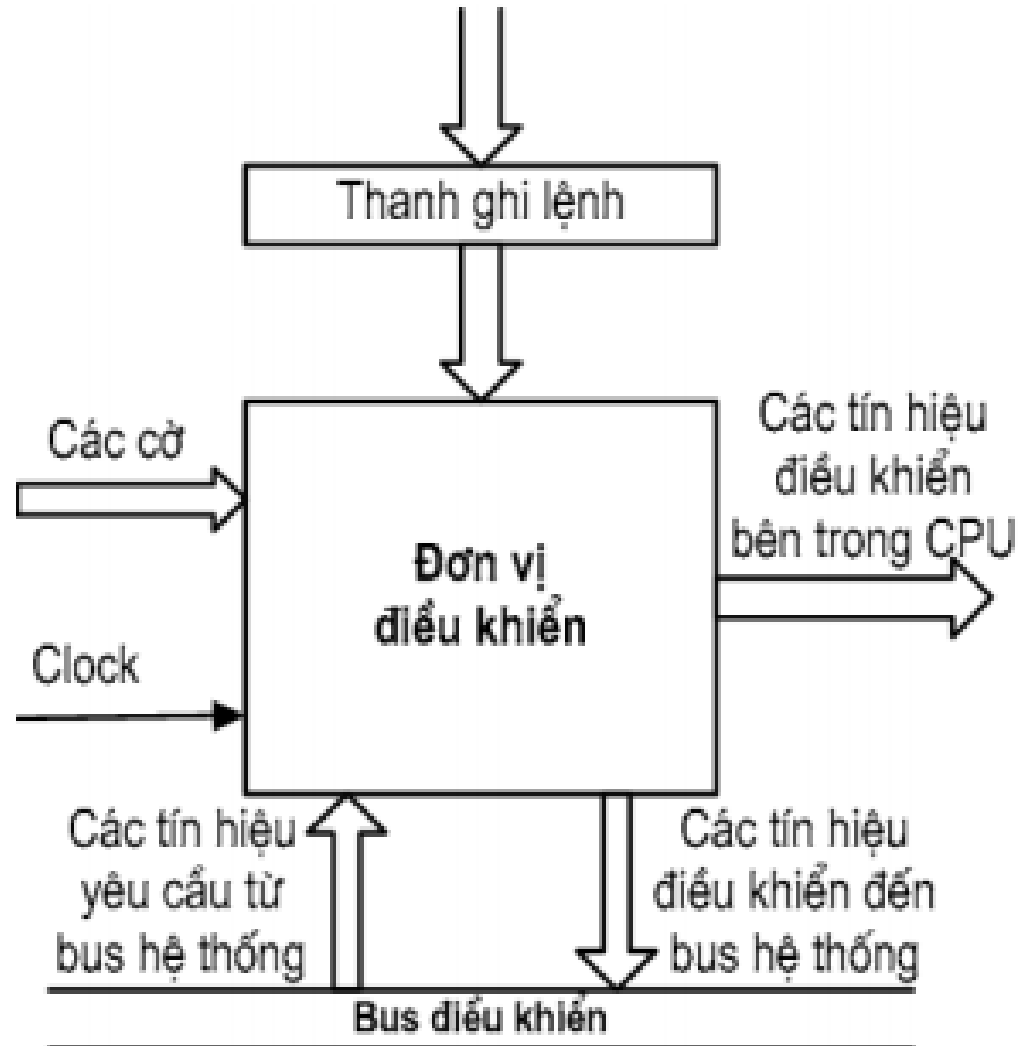 Thanh ghi lệnh
Các cờ
Các tín hiệu
điều khiển
bên trong CPU
Đơn vị
điều khiển
Clock
Các tín hiệu
yêu cầu từ
bus hệ thống
Các tín hiệu
điều khiển đến
bus hệ thống
Bus điều khiển